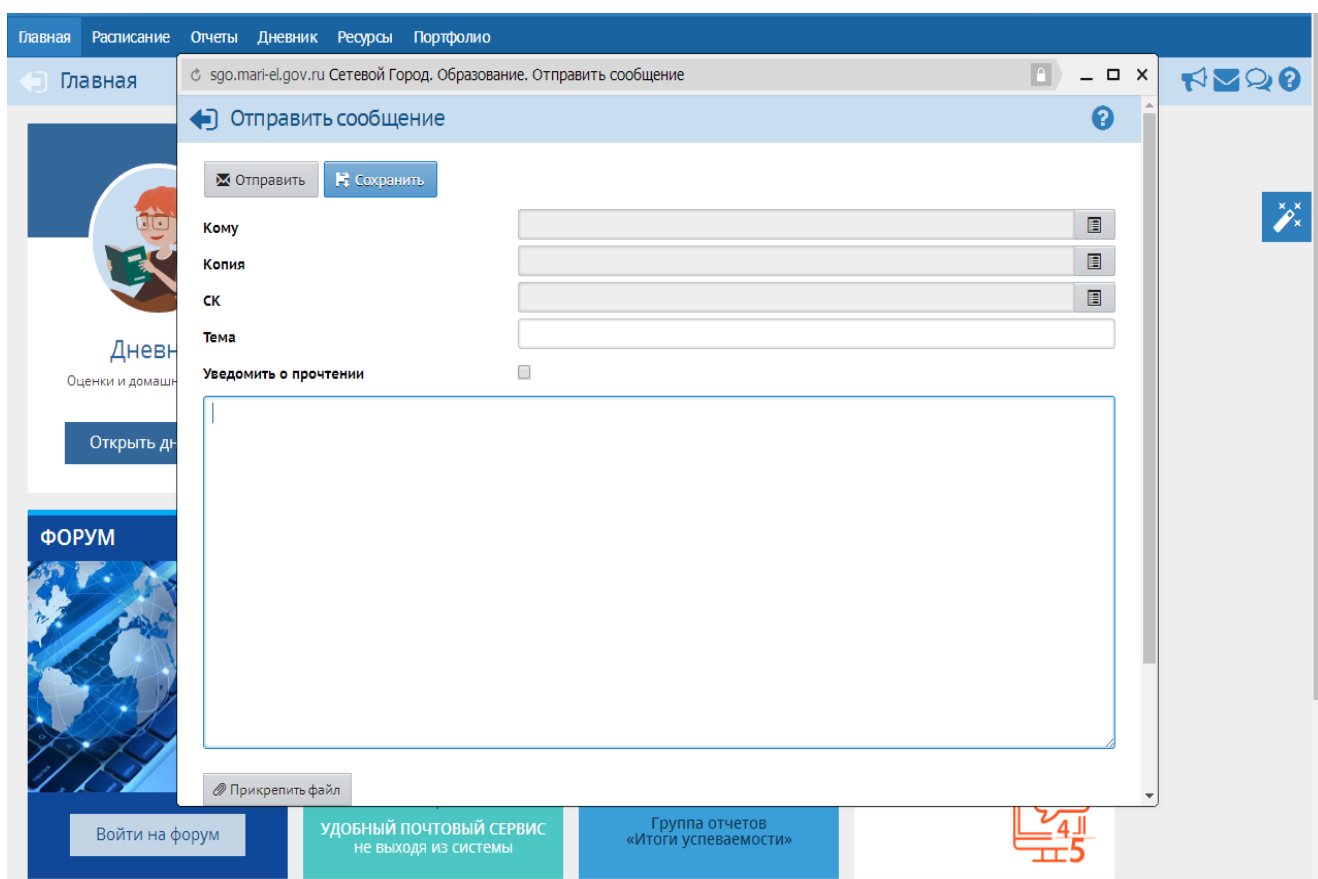 Главная Расписание Отчеты Дневник Ресурсы Портфолио
Главная
sgo.mari-el.gov.ru Сетевой Город. Образование. Отправить сообщение
Отправить сообщение
Отправить Сохранить
Кому
Копия
СК
Тема
Уведомить о прочтении
Дневн
Оценки и домашн
Открыть дн
ФОРУМ
Прикрепить файл
Войти на форум
УДОБНЫЙ ПОЧТОВЫЙ СЕРВИС
не выходя из системы
Группа отчетов
«Итоги успеваемости»
4
5